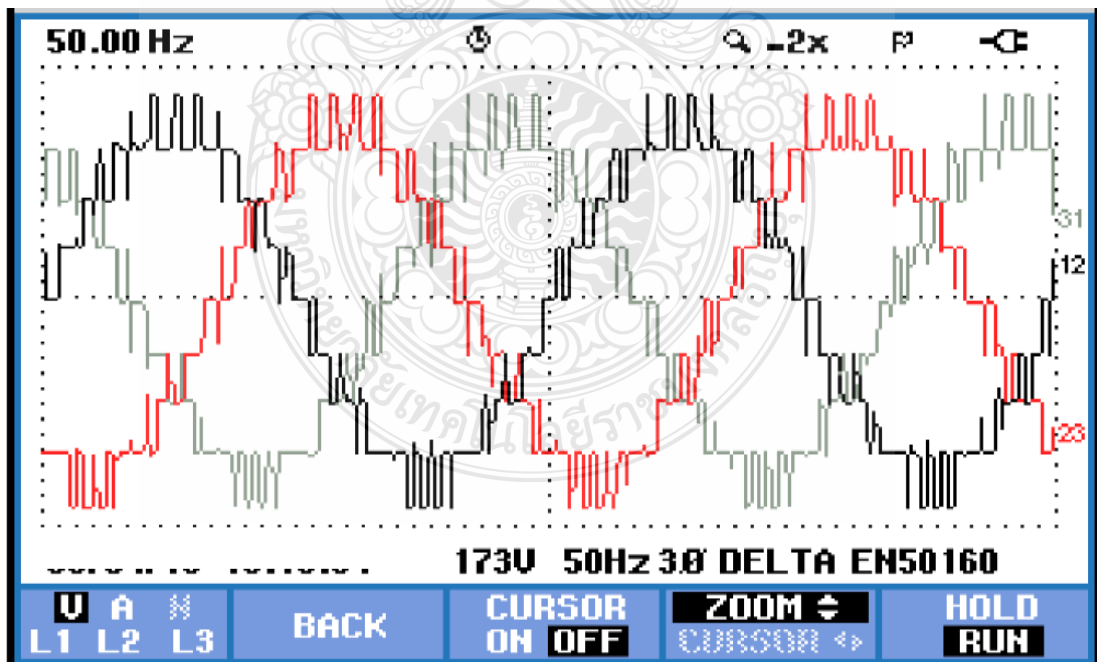 50.00 Hz -2x
31
12
23
173V 50Hz 3Ø DELTA EN50160
V A N
L1 L2 L3
BACK
CURSOR
ON OFF
ZOOM
CURSOR
HOLD
RUN